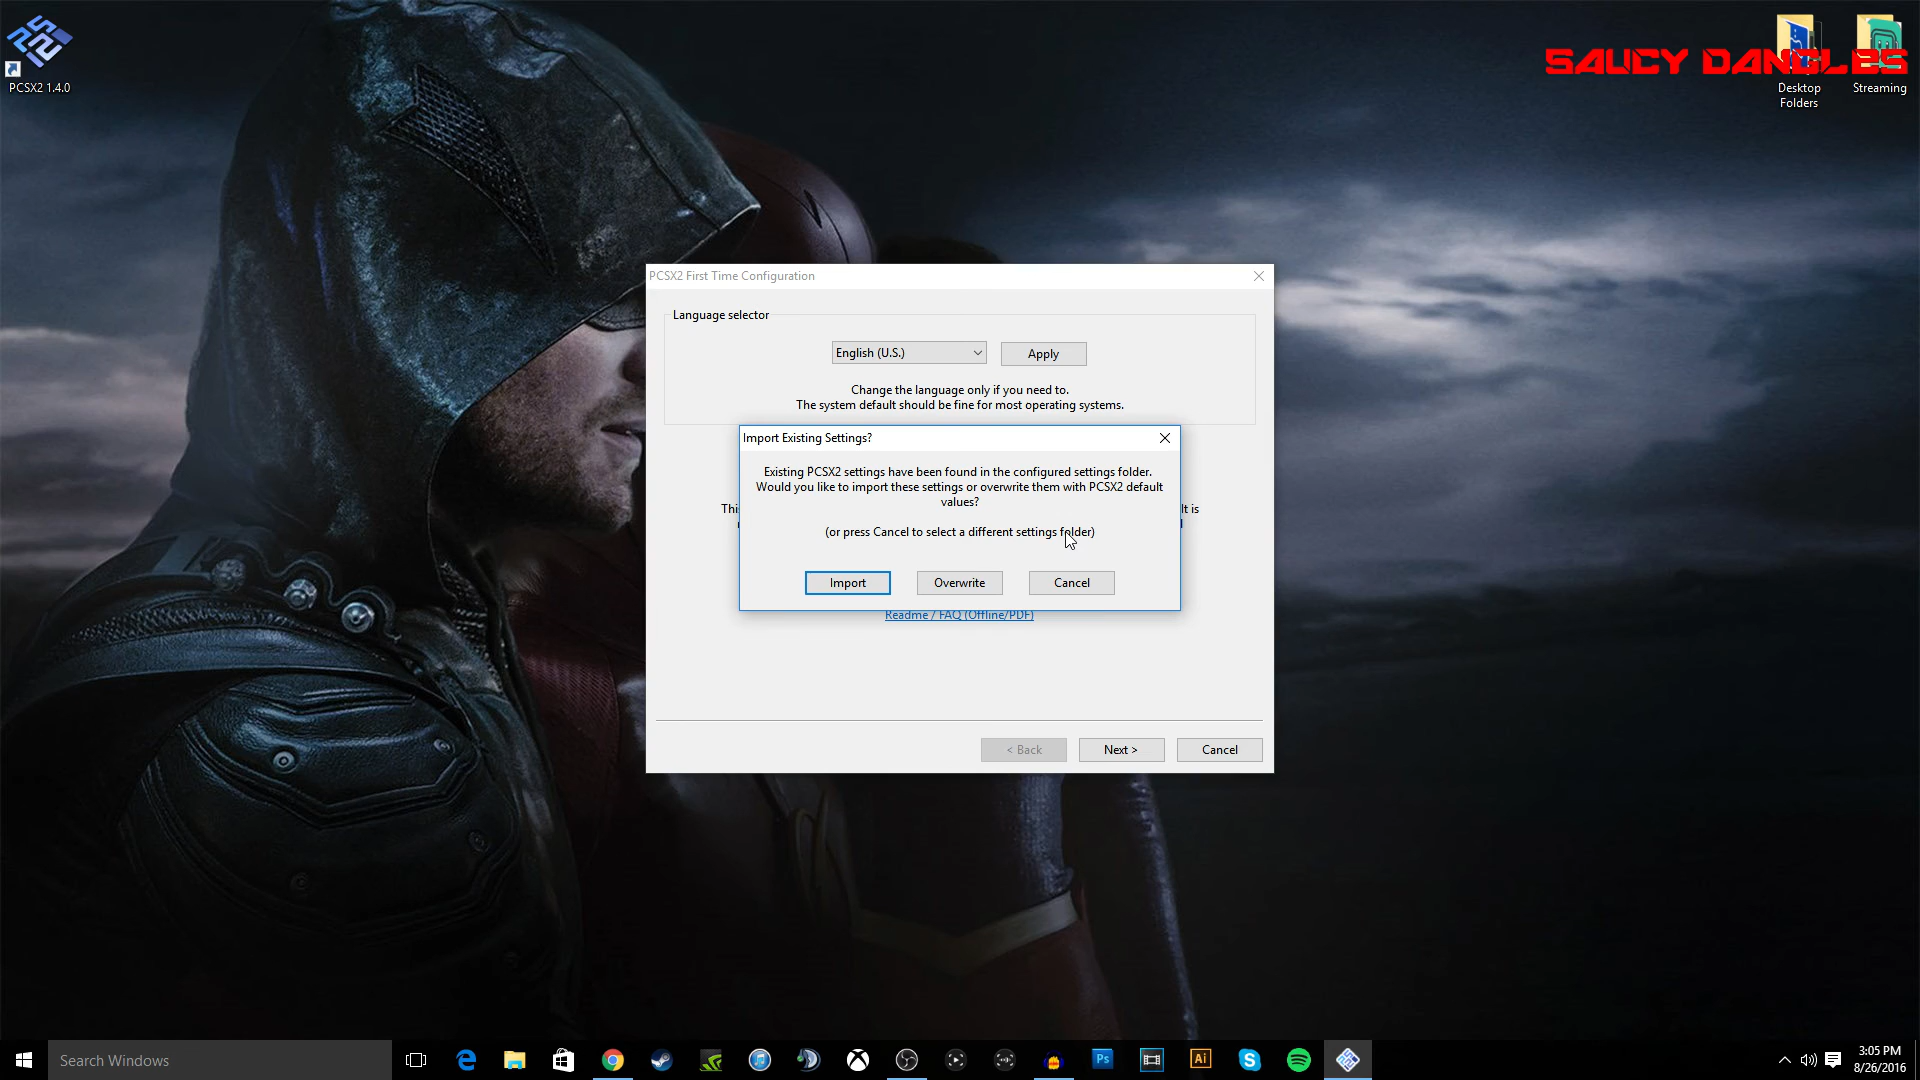 PCSX2 1.4.0
SAUCY DANGLES
Desktop
Folders
Streaming
PCSX2 First Time Configuration
Language selector
English (U.S.)
Apply
Change the language only if you need to.
The system default should be fine for most operating systems.
Import Existing Settings?
Existing PCSX2 settings have been found in the configured settings folder.
Would you like to import these settings or overwrite them with PCSX2 default
values?
(or press Cancel to select a different settings folder)
Import
Overwrite
Cancel
Readme / FAQ (Offline/PDF)
< Back
Next >
Cancel
Search Windows
Ps
Ai
3:05 PM
8/26/2016